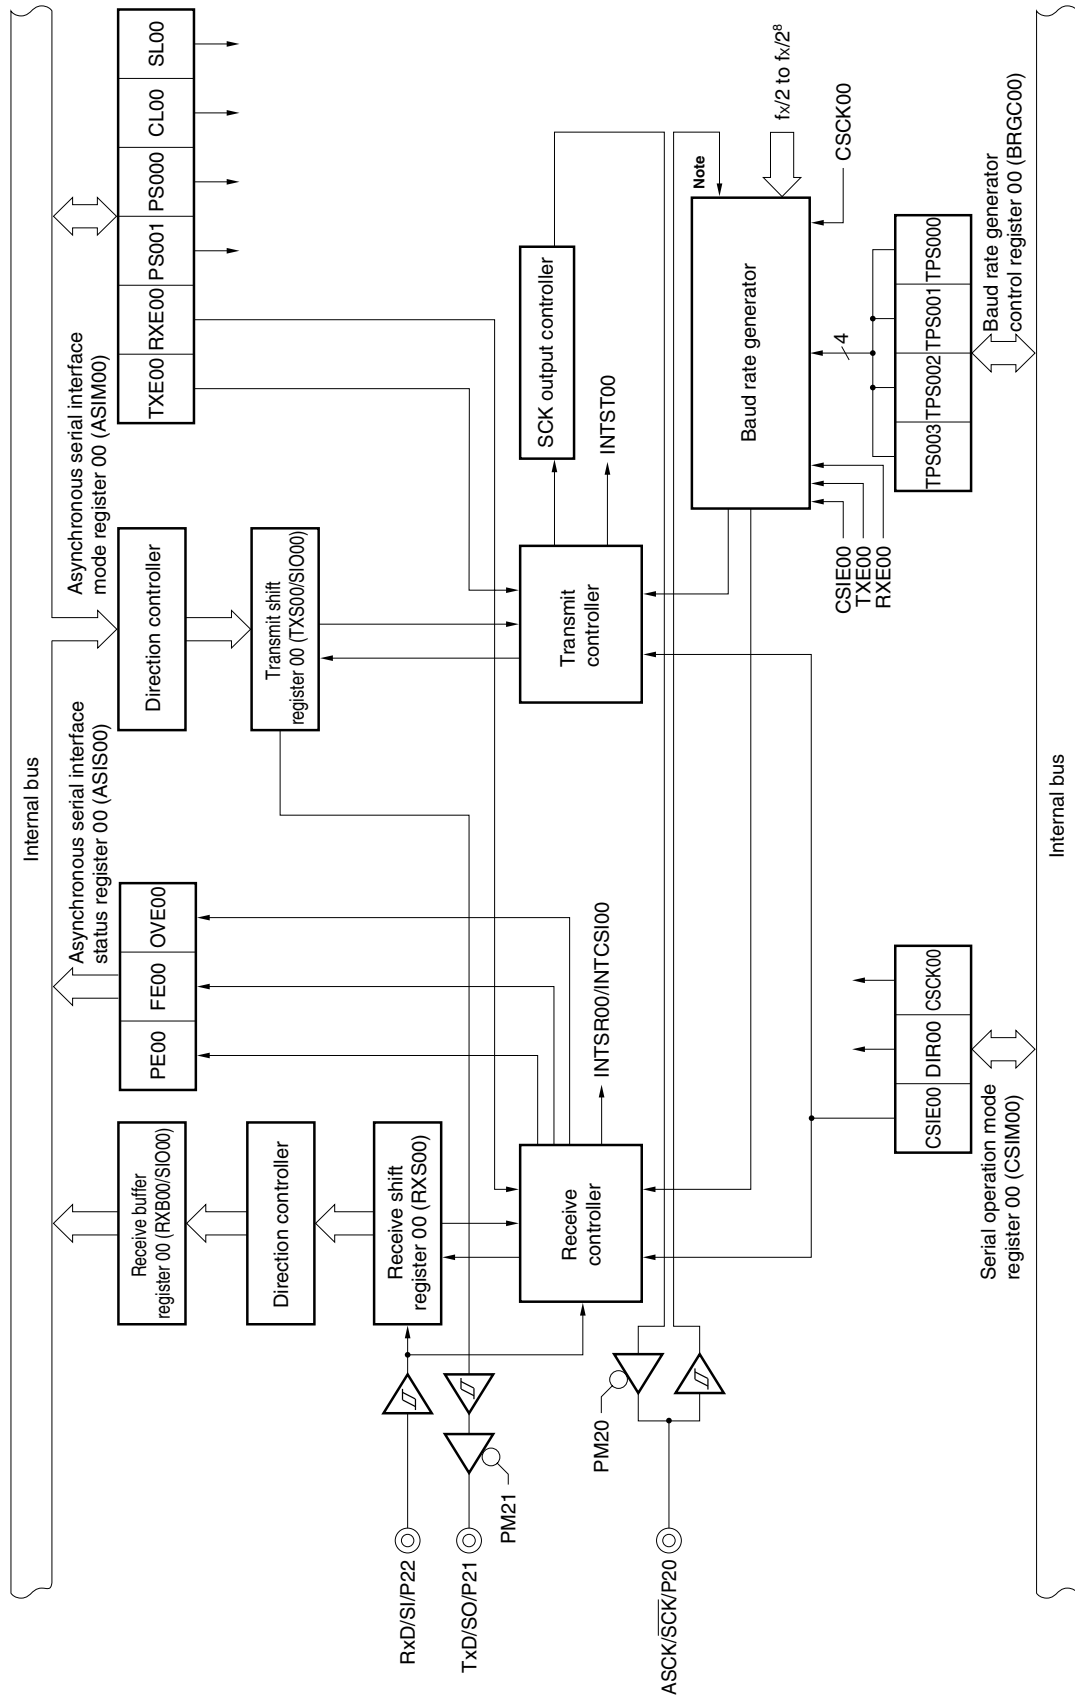 Internal bus
Receive buffer
register 00 (RXB00/SIO00)
Direction controller
Receive shift
register 00 (RXS00)
Asynchronous serial interface
status register 00 (ASIS00)
PE00 FE00 OVE00
Direction controller
Transmit shift
register 00 (TXS00/SIO00)
Asynchronous serial interface
mode register 00 (ASIM00)
TXE00 RXE00 PS001 PS000 CL00 SL00
RxD/SI/P22
TxD/SO/P21
PM21
Receive
controller
INTSR00/INTCSI00
Transmit
controller
INTST00
SCK output controller
PM20
ASCK/S̅C̅K̅/P20
Note
Baud rate generator
fx/2 to fx/2⁸
CSCK00
CSIE00
TXE00
RXE00
4
TPS003 TPS002 TPS001 TPS000
Baud rate generator
control register 00 (BRGC00)
CSIE00 DIR00 CSCK00
Serial operation mode
register 00 (CSIM00)
Internal bus